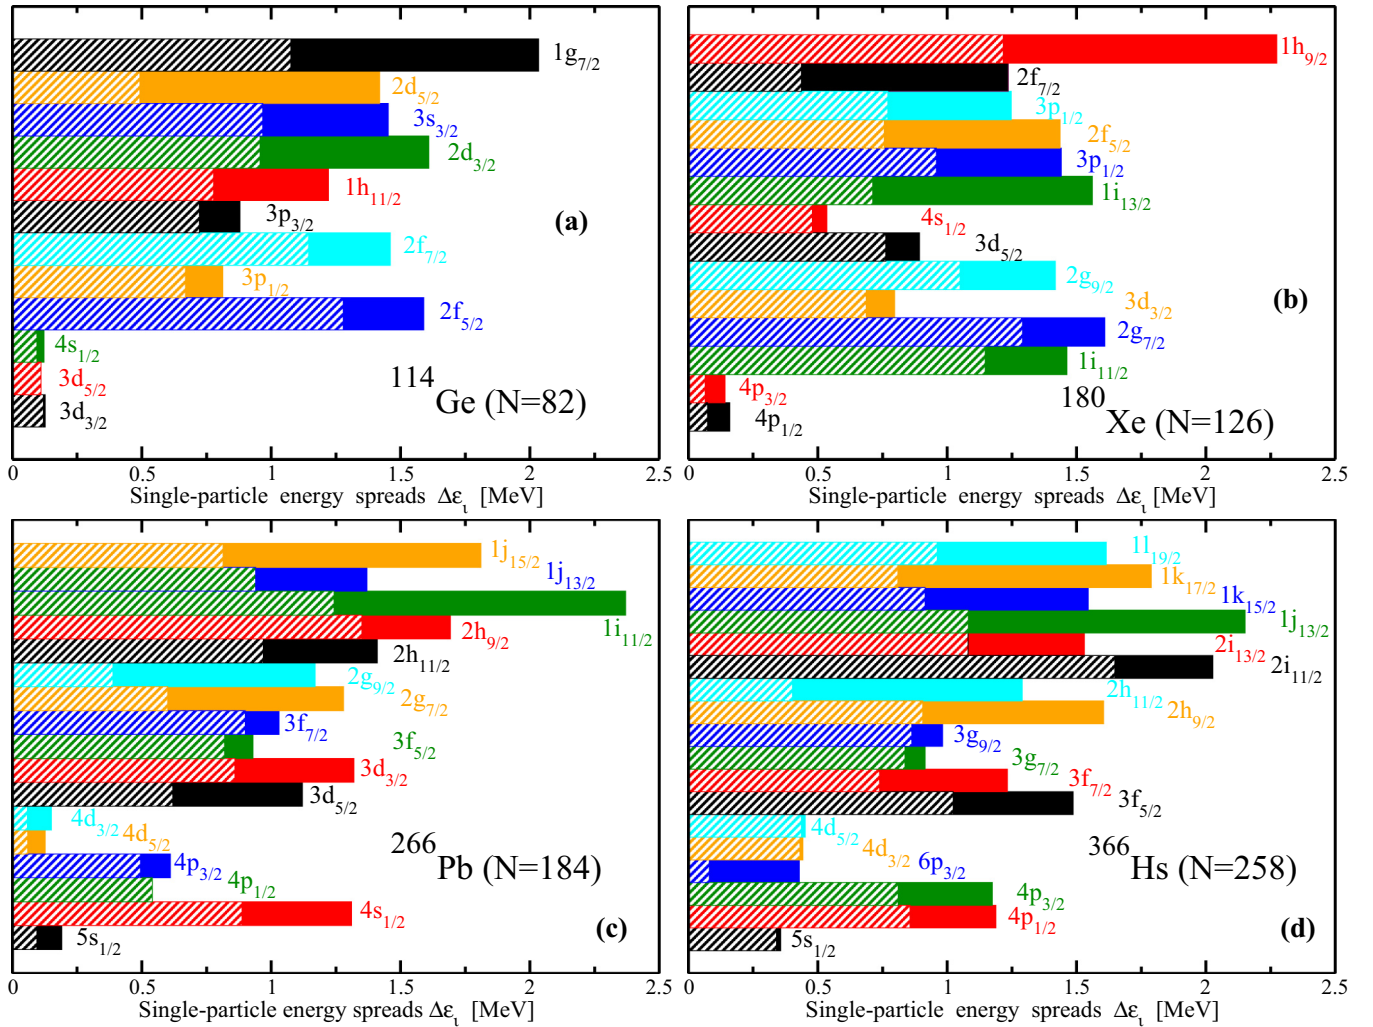 1g7/2
2d5/2
3s3/2
2d3/2
1h11/2
3p3/2
(a)
2f7/2
3p1/2
2f5/2
4s1/2
3d5/2
3d3/2
114Ge (N=82)
0 0.5 1 1.5 2 2.5
Single-particle energy spreads Δει [MeV]
1h9/2
2f7/2
3p1/2
2f5/2
3p1/2
1i13/2
4s1/2
3d5/2
2g9/2
3d3/2
(b)
2g7/2
1i11/2
4p3/2
4p1/2
180Xe (N=126)
0 0.5 1 1.5 2 2.5
Single-particle energy spreads Δει [MeV]
1j15/2
1j13/2
1i11/2
2h9/2
2h11/2
2g9/2
2g7/2
3f7/2
3f5/2
3d3/2
3d5/2
4d3/2
4d5/2
4p3/2
4p1/2
4s1/2
5s1/2
266Pb (N=184)
(c)
0 0.5 1 1.5 2 2.5
Single-particle energy spreads Δει [MeV]
1l19/2
1k17/2
1k15/2
1j13/2
2i13/2
2i11/2
2h11/2
2h9/2
3g9/2
3g7/2
3f7/2
3f5/2
4d5/2
4d3/2
6p3/2
4p3/2
4p1/2
5s1/2
366Hs (N=258)
(d)
0 0.5 1 1.5 2 2.5
Single-particle energy spreads Δει [MeV]